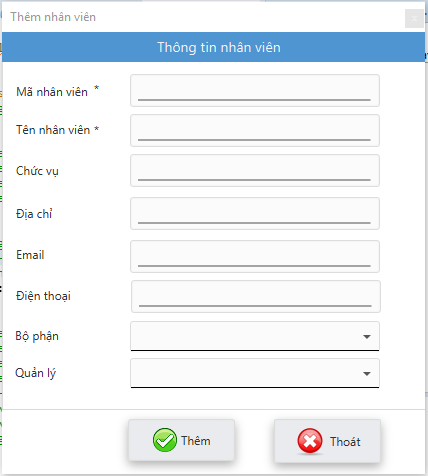 Thêm nhân viên
Thông tin nhân viên
Mã nhân viên *
Tên nhân viên *
Chức vụ
Địa chỉ
Email
Điện thoại
Bộ phận
Quản lý
Thêm
Thoát